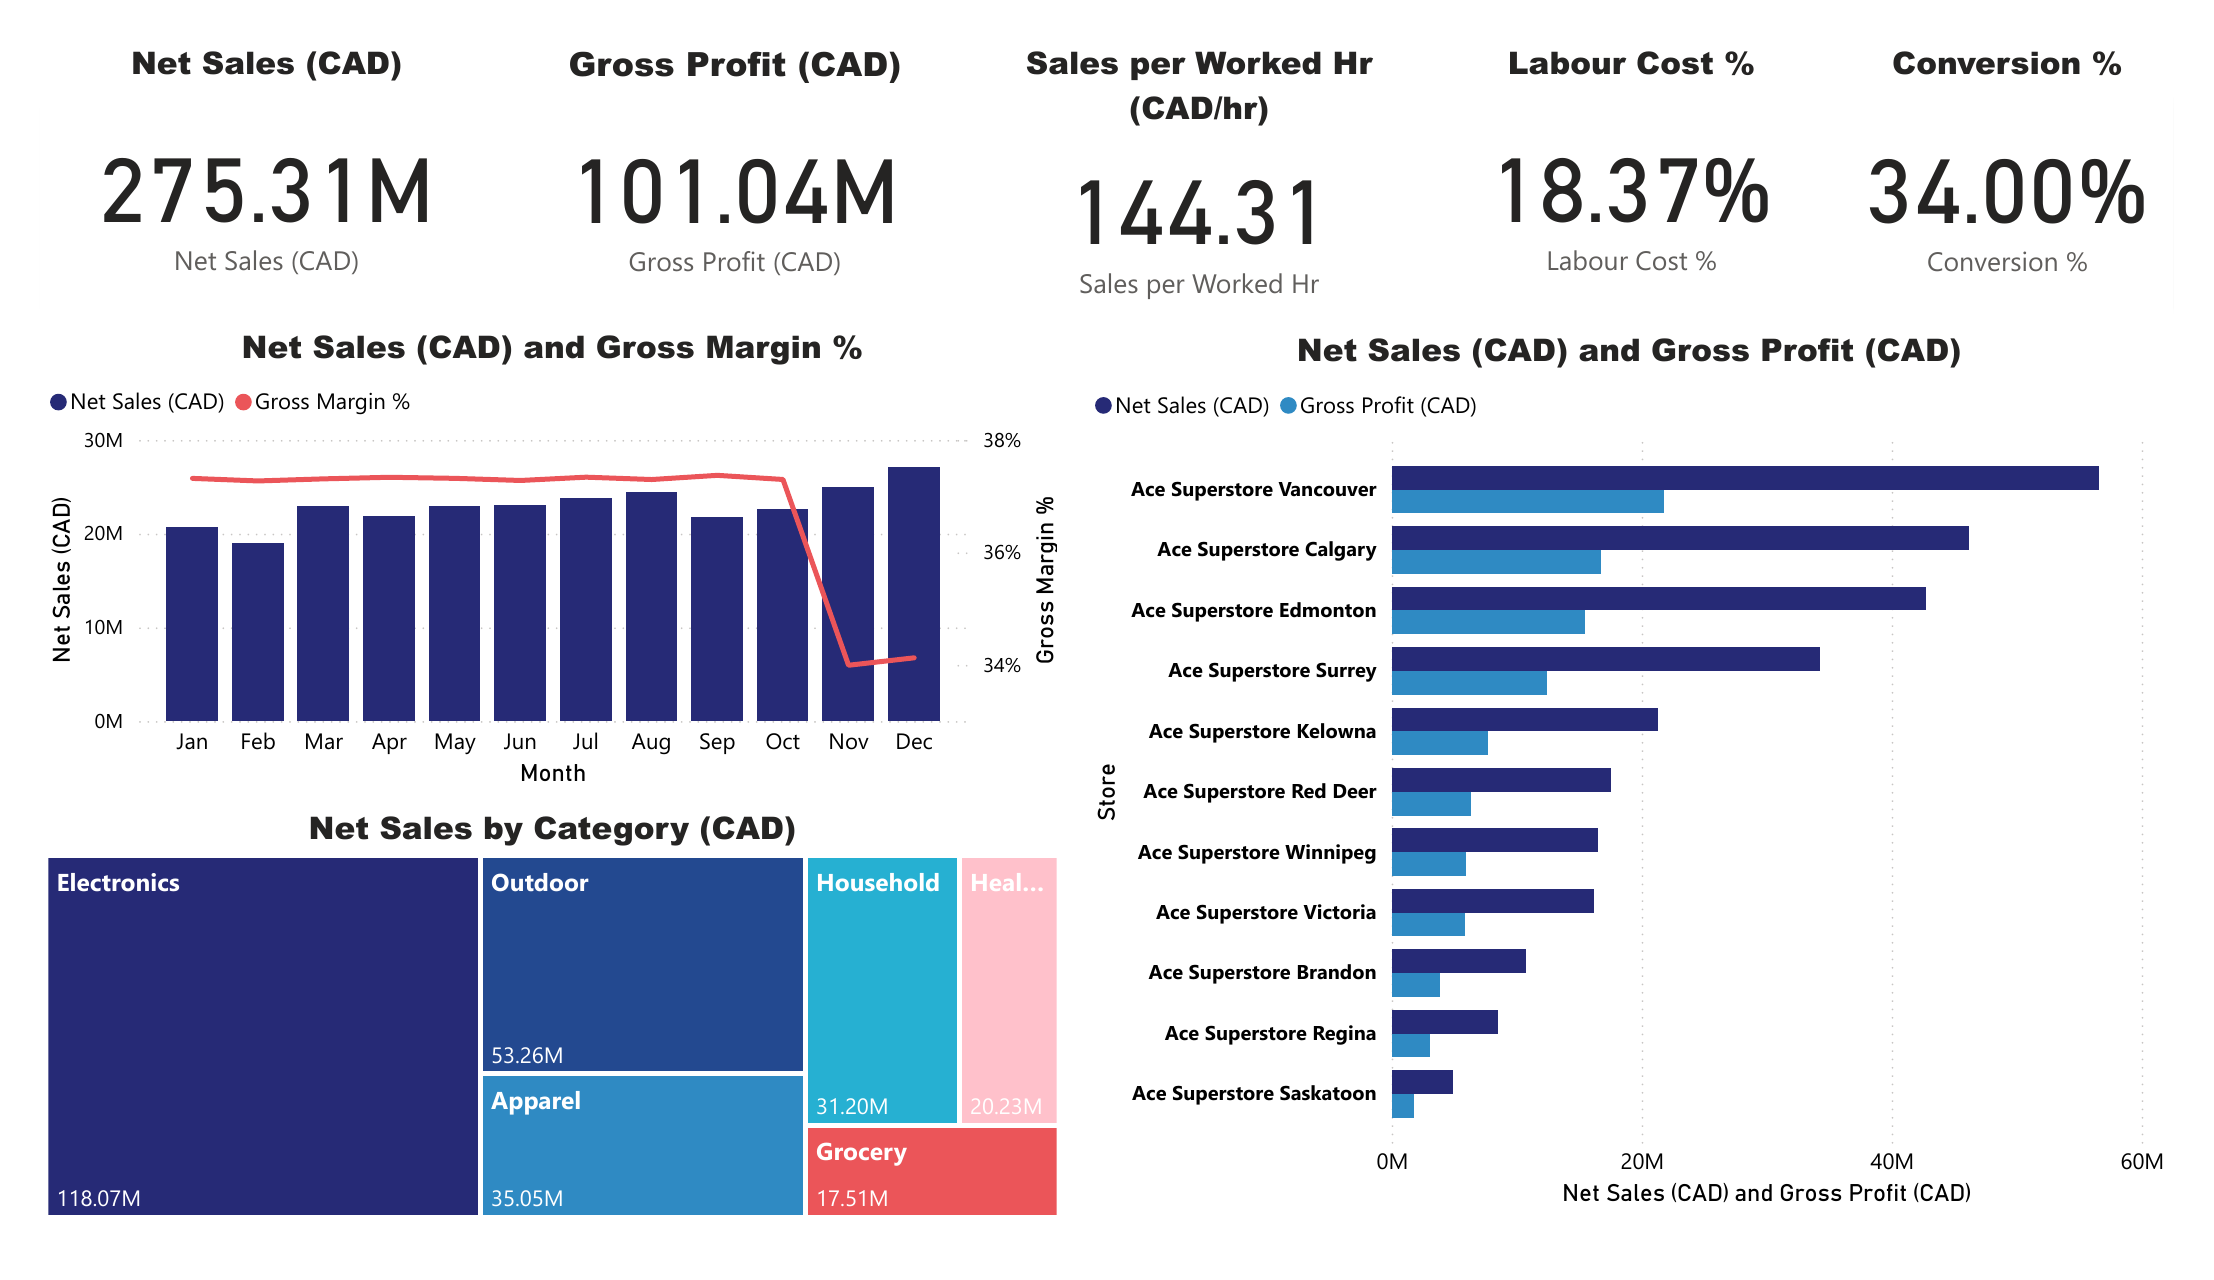 Net Sales (CAD)
275.31M
Net Sales (CAD)
Gross Profit (CAD)
101.04M
Gross Profit (CAD)
Sales per Worked Hr
(CAD/hr)
144.31
Sales per Worked Hr
Labour Cost %
18.37%
Labour Cost %
Conversion %
34.00%
Conversion %
Net Sales (CAD) and Gross Margin %
Net Sales (CAD) Gross Margin %
Net Sales (CAD)
30M
20M
10M
0M
38%
36%
34%
Gross Margin %
Jan Feb Mar Apr May Jun Jul Aug Sep Oct Nov Dec
Month
Net Sales by Category (CAD)
Electronics
118.07M
Outdoor
53.26M
Apparel
35.05M
Household
31.20M
Heal...
20.23M
Grocery
17.51M
Net Sales (CAD) and Gross Profit (CAD)
Net Sales (CAD) Gross Profit (CAD)
Store
Ace Superstore Vancouver
Ace Superstore Calgary
Ace Superstore Edmonton
Ace Superstore Surrey
Ace Superstore Kelowna
Ace Superstore Red Deer
Ace Superstore Winnipeg
Ace Superstore Victoria
Ace Superstore Brandon
Ace Superstore Regina
Ace Superstore Saskatoon
0M 20M 40M 60M
Net Sales (CAD) and Gross Profit (CAD)